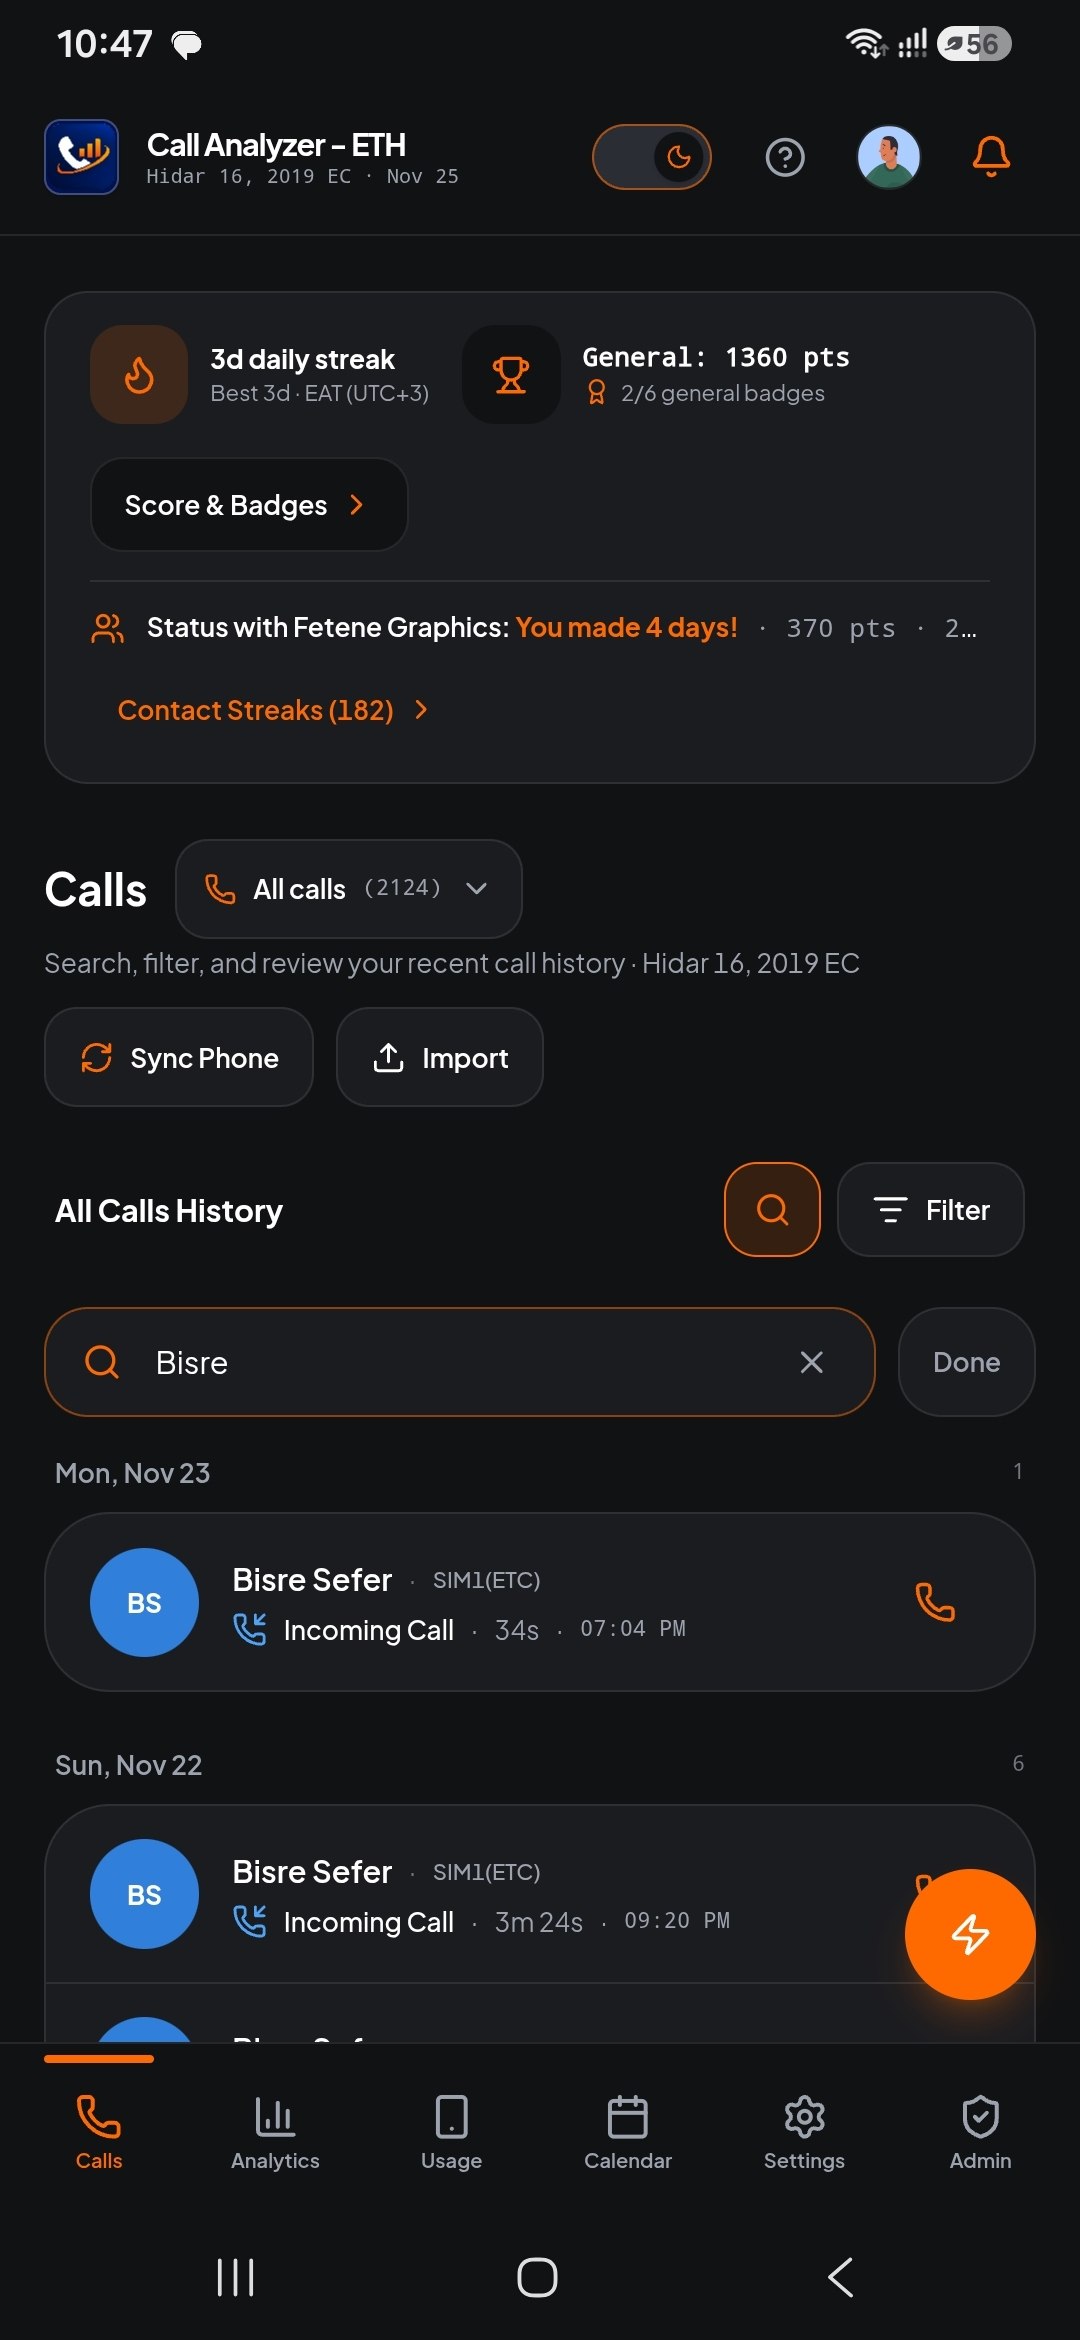 10:47
56
Call Analyzer – ETH
Hidar 16, 2019 EC · Nov 25
3d daily streak
Best 3d · EAT (UTC+3)
General: 1360 pts
2/6 general badges
Score & Badges
Status with Fetene Graphics: You made 4 days! · 370 pts · 2...
Contact Streaks (182)
Calls
All calls (2124)
Search, filter, and review your recent call history · Hidar 16, 2019 EC
Sync Phone
Import
All Calls History
Filter
Bisre
Done
Mon, Nov 23
1
BS
Bisre Sefer · SIM1(ETC)
Incoming Call · 34s · 07:04 PM
Sun, Nov 22
6
BS
Bisre Sefer · SIM1(ETC)
Incoming Call · 3m 24s · 09:20 PM
Calls
Analytics
Usage
Calendar
Settings
Admin